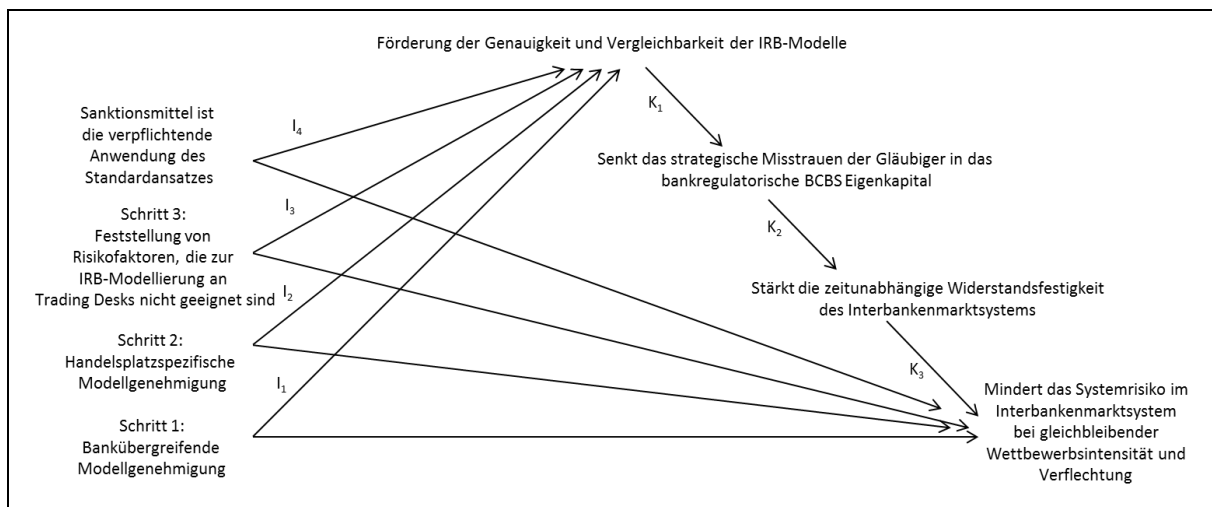 Förderung der Genauigkeit und Vergleichbarkeit der IRB-Modelle
K1
Sanktionsmittel ist
die verpflichtende
Anwendung des
Standardansatzes
I4
Senkt das strategische Misstrauen der Gläubiger in das
bankregulatorische BCBS Eigenkapital
K2
Schritt 3:
Feststellung von
Risikofaktoren, die zur
IRB-Modellierung an
Trading Desks nicht geeignet sind
I3
Stärkt die zeitunabhängige Widerstandsfestigkeit
des Interbankenmarktsystems
K3
Schritt 2:
Handelsplatzspezifische
Modellgenehmigung
I2
Schritt 1:
Bankübergreifende
Modellgenehmigung
I1
Mindert das Systemrisiko im
Interbankenmarktsystem
bei gleichbleibender
Wettbewerbsintensität und
Verflechtung